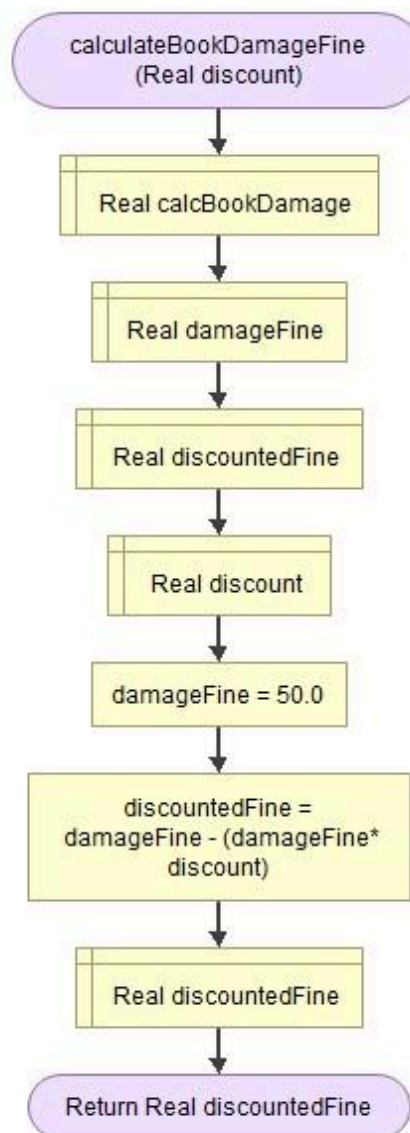 calculateBookDamageFine
(Real discount)
Real calcBookDamage
Real damageFine
Real discountedFine
Real discount
damageFine = 50.0
discountedFine =
damageFine - (damageFine*
discount)
Real discountedFine
Return Real discountedFine